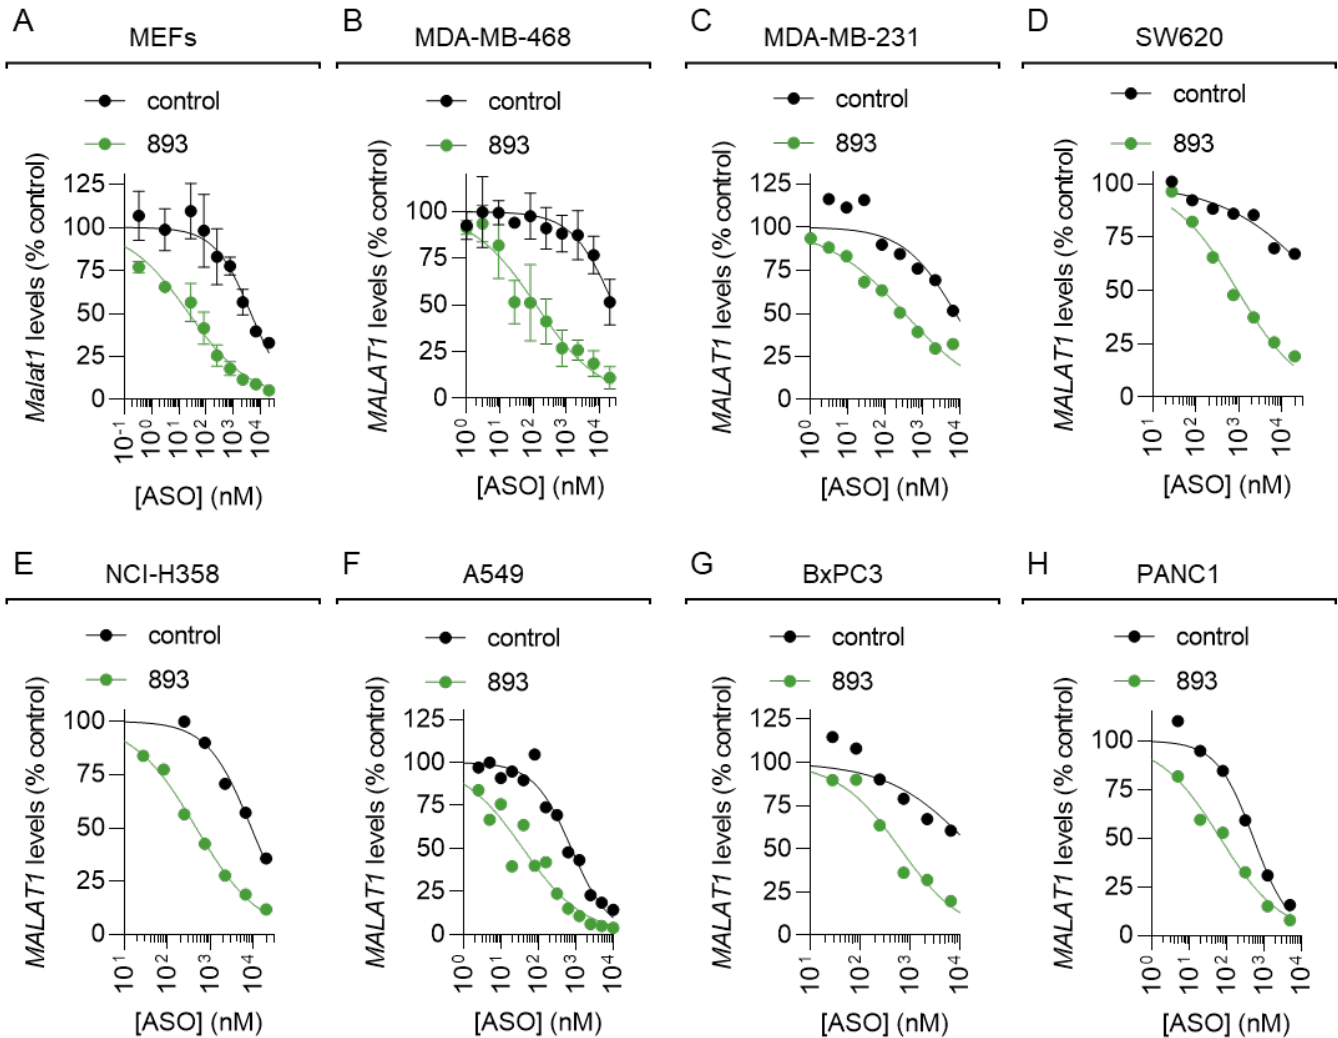 A
MEFs
control
893
Malat1 levels (% control)
125
100
75
50
25
0
10⁻¹
10⁰
10¹
10²
10³
10⁴
[ASO] (nM)
B
MDA-MB-468
control
893
MALAT1 levels (% control)
100
75
50
25
0
10⁰
10¹
10²
10³
10⁴
[ASO] (nM)
C
MDA-MB-231
control
893
MALAT1 levels (% control)
125
100
75
50
25
0
10⁰
10¹
10²
10³
10⁴
[ASO] (nM)
D
SW620
control
893
MALAT1 levels (% control)
100
75
50
25
0
10¹
10²
10³
10⁴
[ASO] (nM)
E
NCI-H358
control
893
MALAT1 levels (% control)
100
75
50
25
0
10¹
10²
10³
10⁴
[ASO] (nM)
F
A549
control
893
MALAT1 levels (% control)
125
100
75
50
25
0
10⁰
10¹
10²
10³
10⁴
[ASO] (nM)
G
BxPC3
control
893
MALAT1 levels (% control)
125
100
75
50
25
0
10¹
10²
10³
10⁴
[ASO] (nM)
H
PANC1
control
893
MALAT1 levels (% control)
100
75
50
25
0
10⁰
10¹
10²
10³
10⁴
[ASO] (nM)